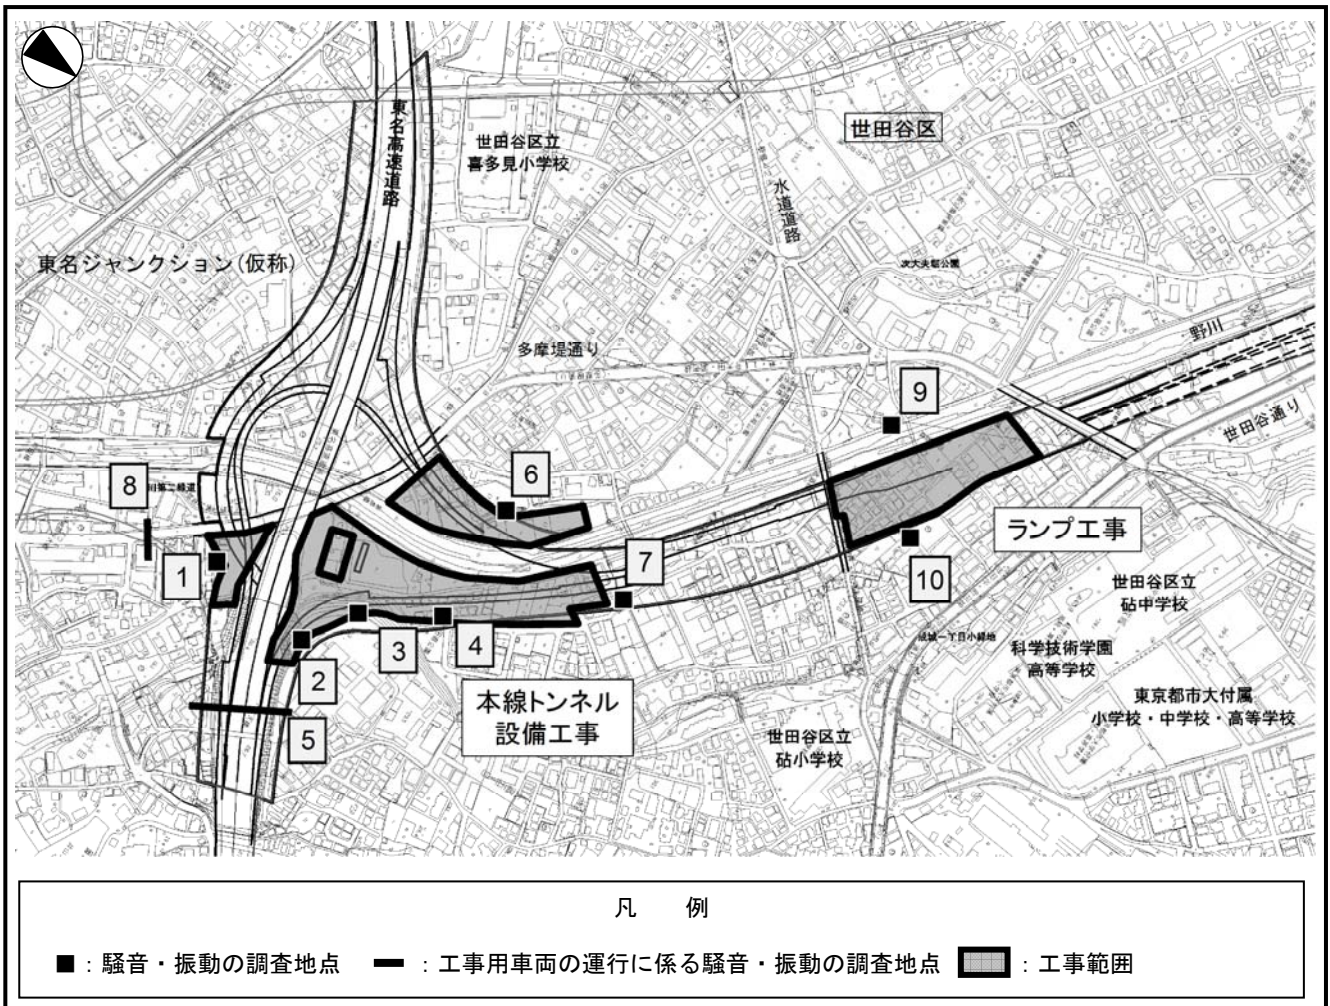 東名高速道路
世田谷区立
喜多見小学校
世田谷区
水道道路
東名ジャンクション(仮称)
次大夫堀公園
多摩堤通り
野川
世田谷通り
9
8
6
1
7
ランプ工事
10
世田谷区立
砧中学校
2
3
4
成城一丁目小緑地
科学技術学園
高等学校
本線トンネル
設備工事
5
世田谷区立
砧小学校
東京都市大付属
小学校・中学校・高等学校
凡 例
■:騒音・振動の調査地点 ━:工事用車両の運行に係る騒音・振動の調査地点 :工事範囲